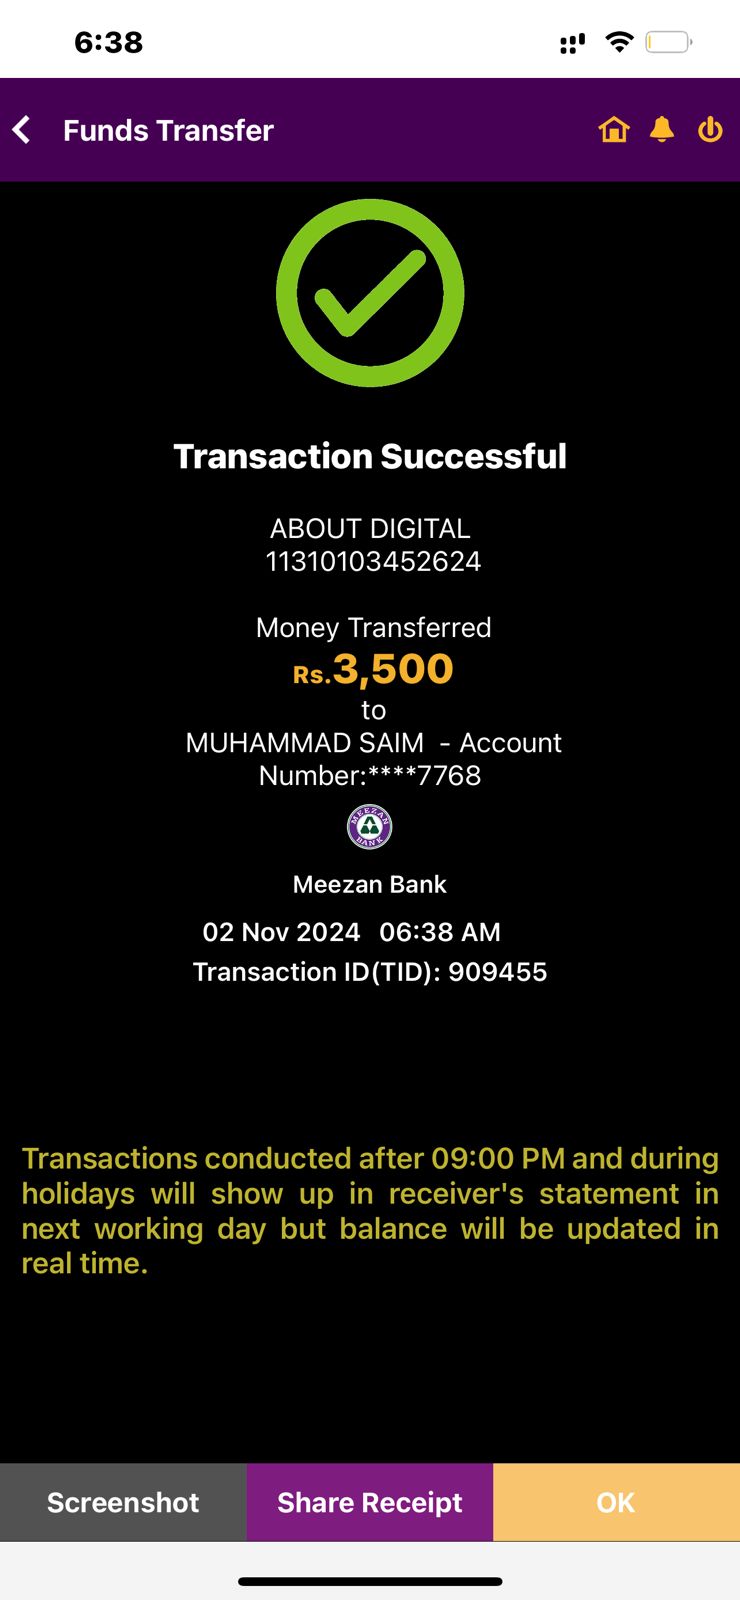 6:38
Funds Transfer
Transaction Successful
ABOUT DIGITAL
11310103452624
Money Transferred
Rs.3,500
to
MUHAMMAD SAIM - Account
Number:****7768
MEEZAN
BANK
Meezan Bank
02 Nov 2024 06:38 AM
Transaction ID(TID): 909455
Transactions conducted after 09:00 PM and during
holidays will show up in receiver's statement in
next working day but balance will be updated in
real time.
Screenshot
Share Receipt
OK